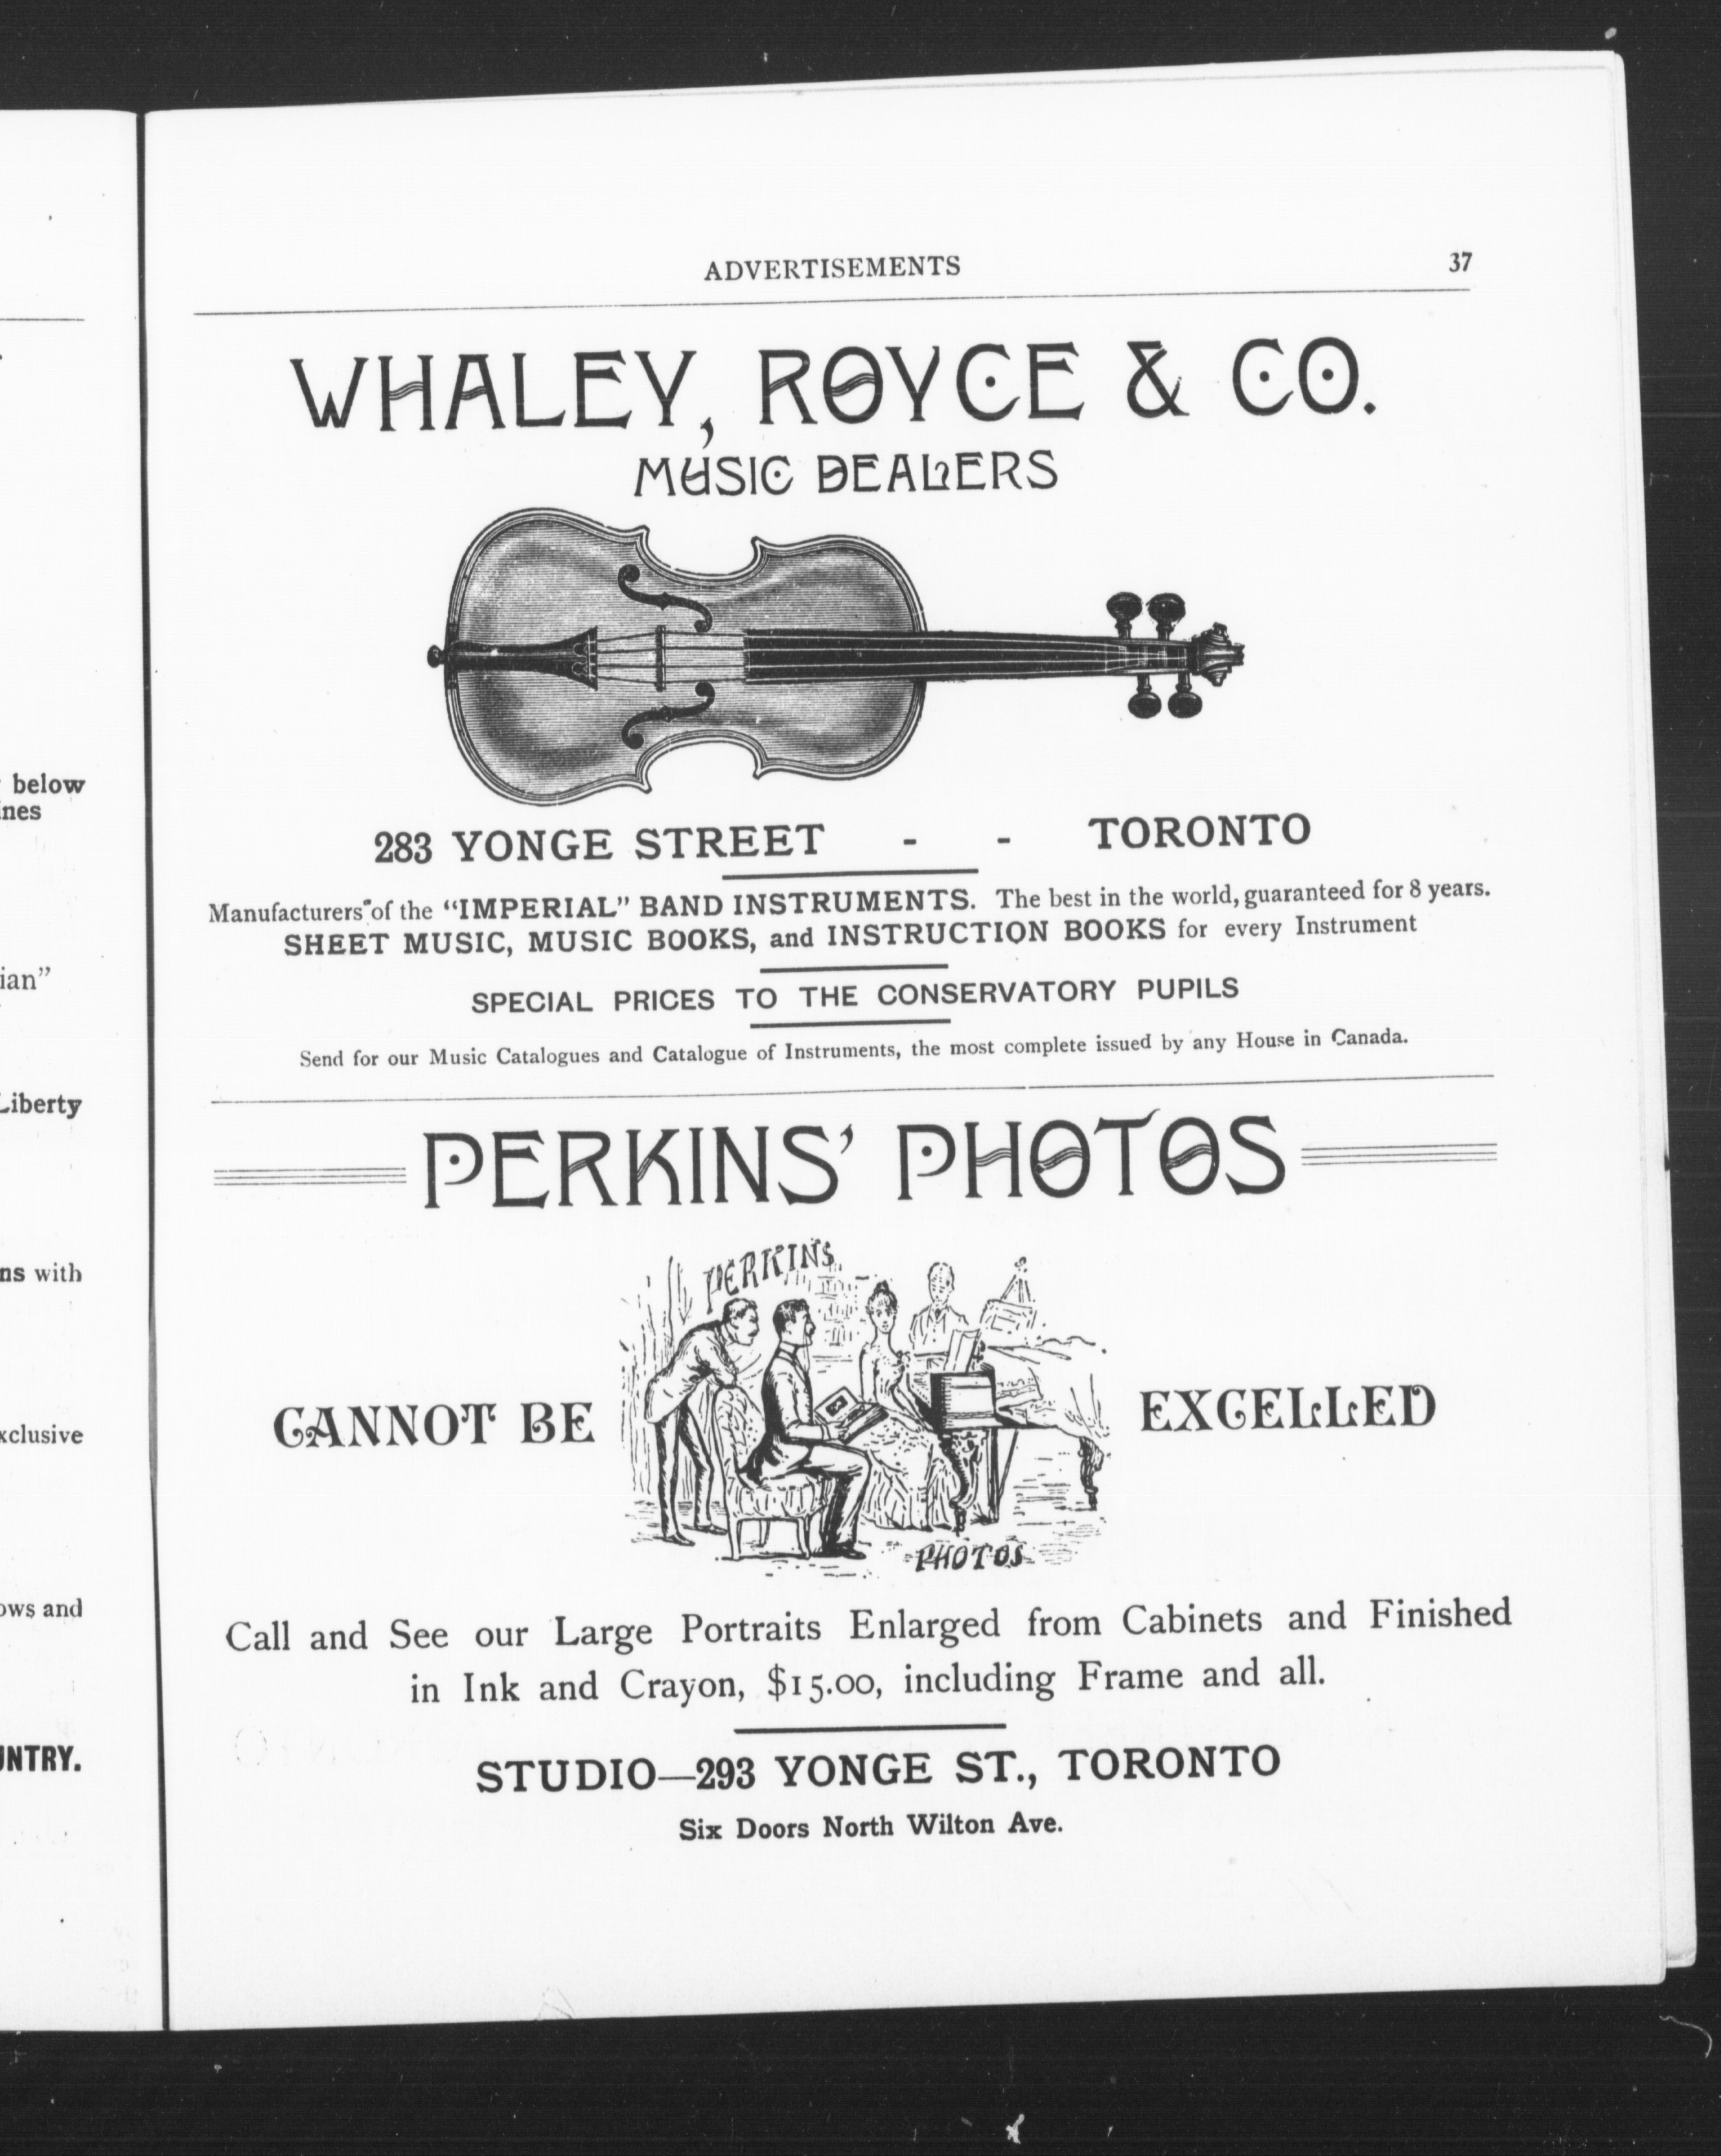 below
ines
ian”
Liberty
ns with
xclusive
ows and
UNTRY.
ADVERTISEMENTS 37
WHALEY, ROYCE & CO.
MUSIC DEALERS
283 YONGE STREET - - TORONTO
Manufacturers of the “IMPERIAL” BAND INSTRUMENTS. The best in the world, guaranteed for 8 years.
SHEET MUSIC, MUSIC BOOKS, and INSTRUCTION BOOKS for every Instrument
SPECIAL PRICES TO THE CONSERVATORY PUPILS
Send for our Music Catalogues and Catalogue of Instruments, the most complete issued by any House in Canada.
PERKINS’ PHOTOS
PERKINS
CANNOT BE EXCELLED
PHOTOS
Call and See our Large Portraits Enlarged from Cabinets and Finished
in Ink and Crayon, $15.00, including Frame and all.
STUDIO—293 YONGE ST., TORONTO
Six Doors North Wilton Ave.